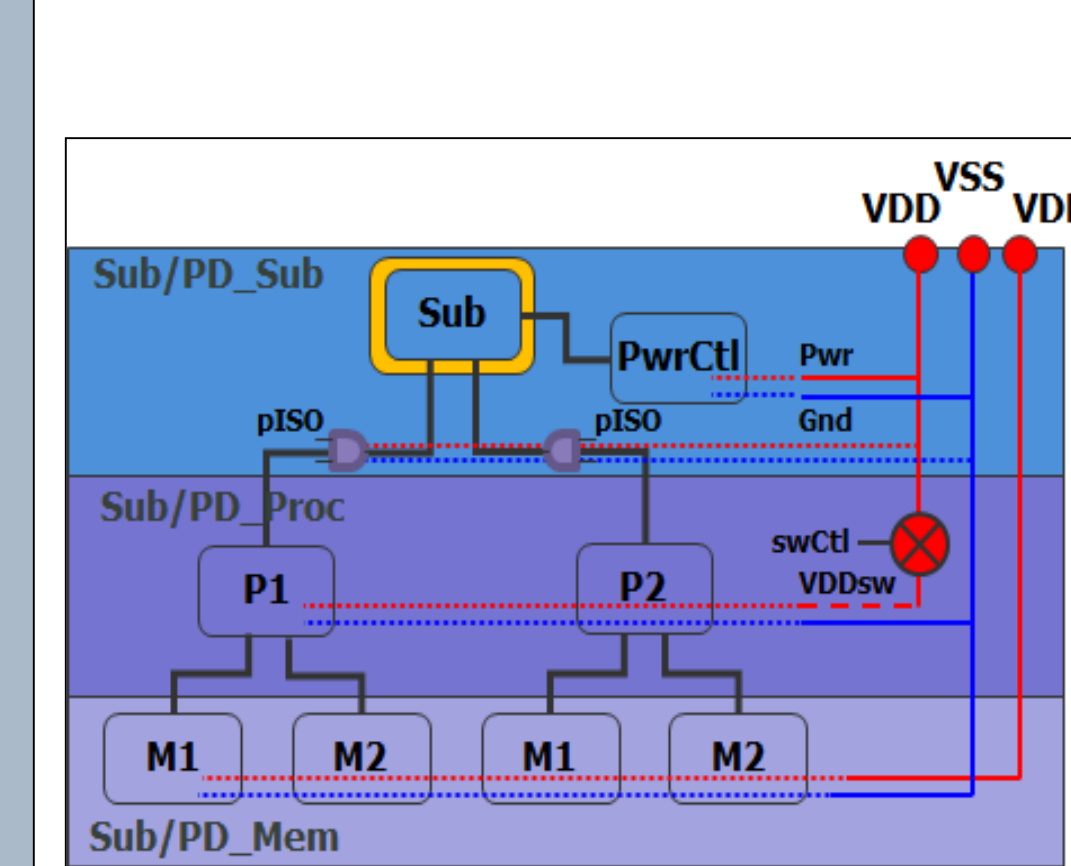 VSS
VDD
Sub/PD_Sub
Sub
PwrCtl
Pwr
pISO
pISO
Gnd
Sub/PD_Proc
swCtl
VDDsw
P1
P2
M1
M2
M1
M2
Sub/PD_Mem